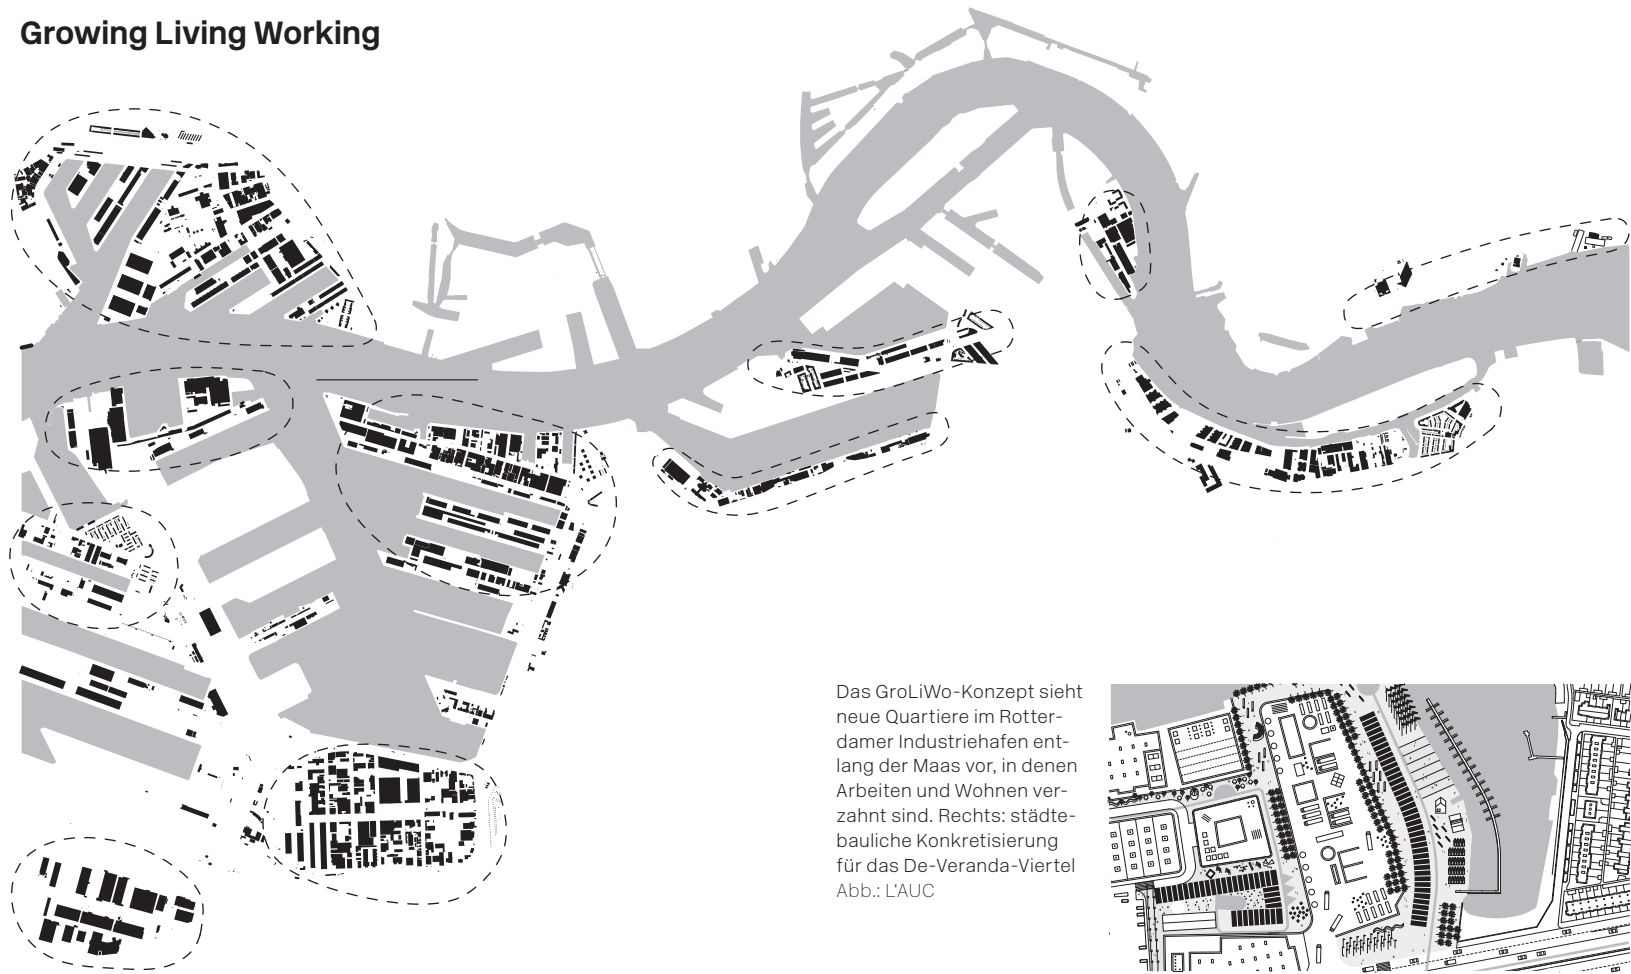 Growing Living Working
Das GroLiWo-Konzept sieht
neue Quartiere im Rotter-
damer Industriehafen ent-
lang der Maas vor, in denen
Arbeiten und Wohnen ver-
zahnt sind. Rechts: städte-
bauliche Konkretisierung
für das De-Veranda-Viertel
Abb.: L'AUC